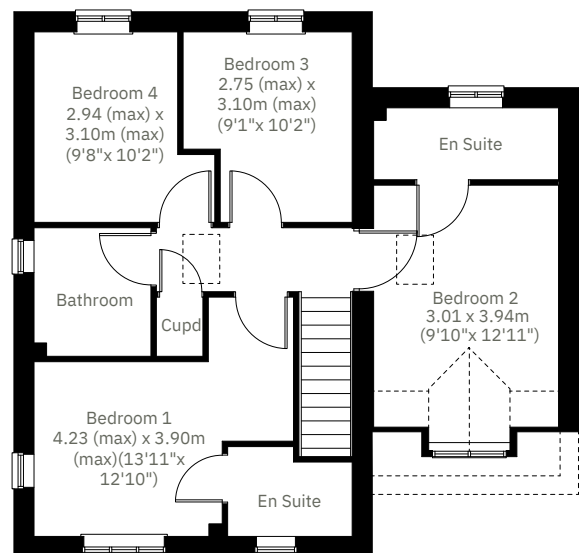 Bedroom 4
2.94 (max) x
3.10m (max)
(9'8"x 10'2")
Bedroom 3
2.75 (max) x
3.10m (max)
(9'1"x 10'2")
En Suite
Bathroom
Cupd
Bedroom 2
3.01 x 3.94m
(9'10"x 12'11")
Bedroom 1
4.23 (max) x 3.90m
(max)(13'11"x
12'10")
En Suite